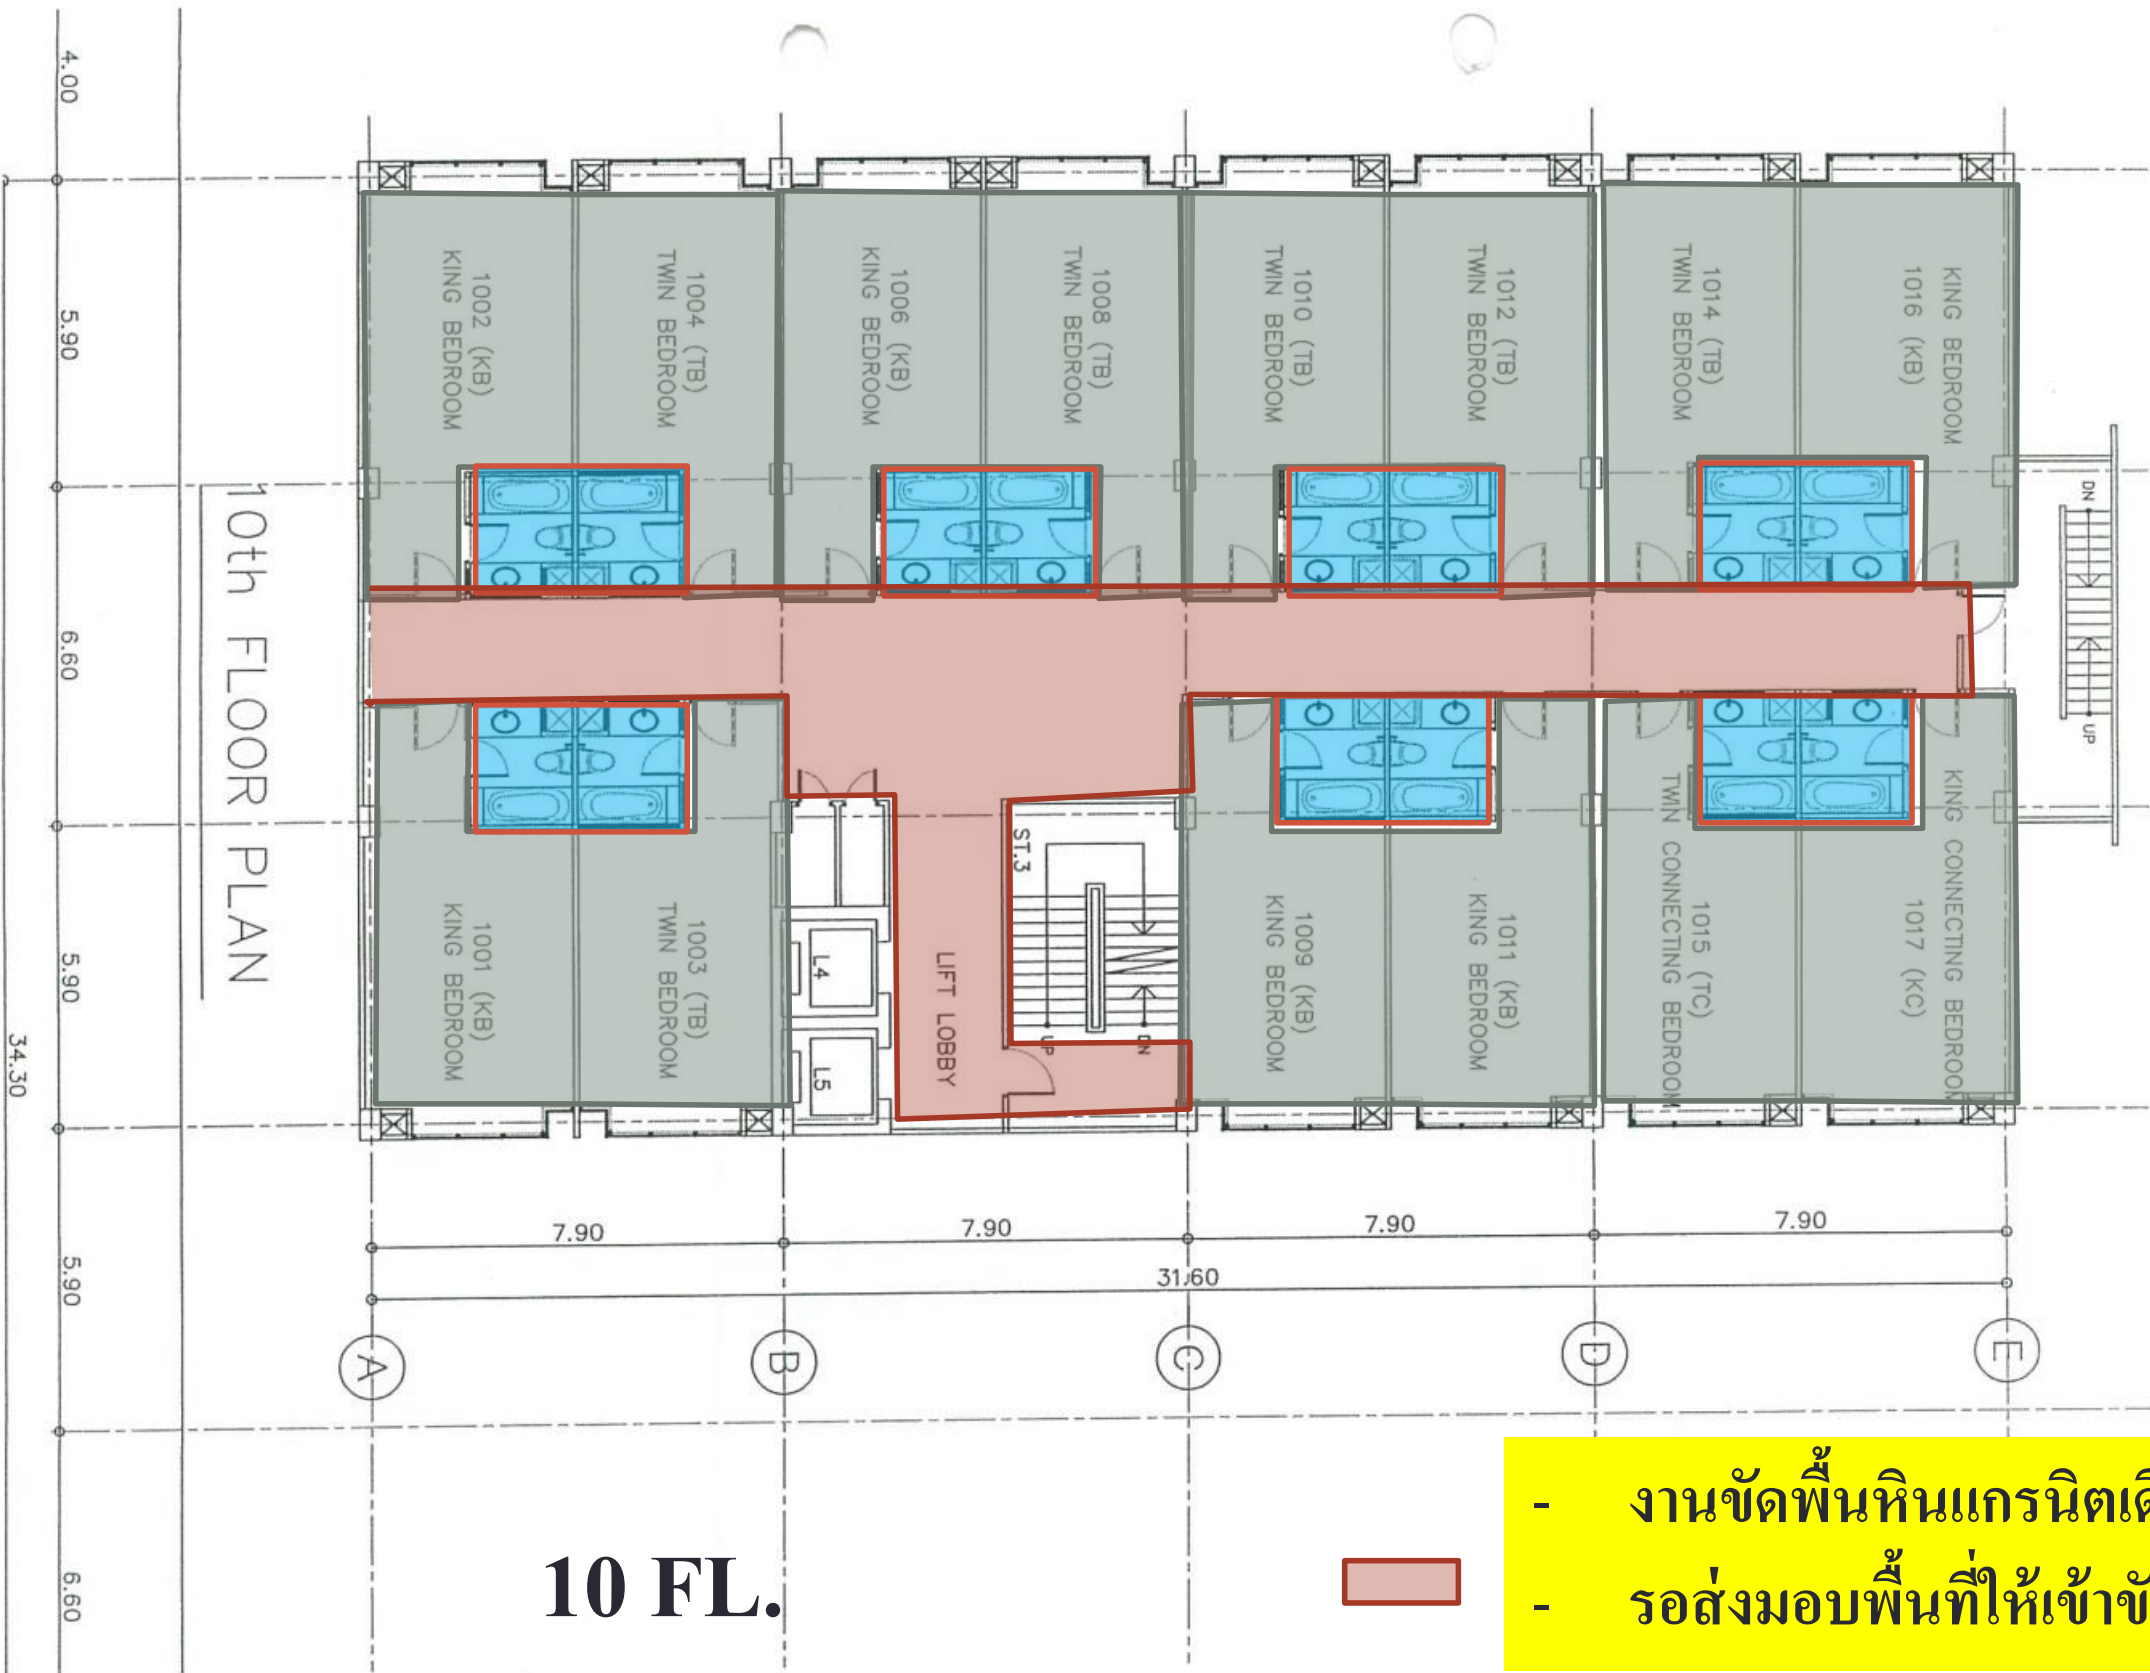 4.00
5.90
6.60
5.90
34.30
5.90
6.60
10th FLOOR PLAN
1002 (KB)
KING BEDROOM
1004 (TB)
TWIN BEDROOM
1006 (KB)
KING BEDROOM
1008 (TB)
TWIN BEDROOM
1010 (TB)
TWIN BEDROOM
1012 (TB)
TWIN BEDROOM
1014 (TB)
TWIN BEDROOM
KING BEDROOM
1016 (KB)
DN
UP
1001 (KB)
KING BEDROOM
1003 (TB)
TWIN BEDROOM
L4
L5
LIFT LOBBY
ST.3
UP
DN
1009 (KB)
KING BEDROOM
1011 (KB)
KING BEDROOM
1015 (TC)
TWIN CONNECTING BEDROOM
KING CONNECTING BEDROOM
1017 (KC)
7.90
7.90
7.90
7.90
31.60
A
B
C
D
E
10 FL.
- งานขัดพื้นหินแกรนิต
- รอส่งมอบพื้นที่ให้เข้า